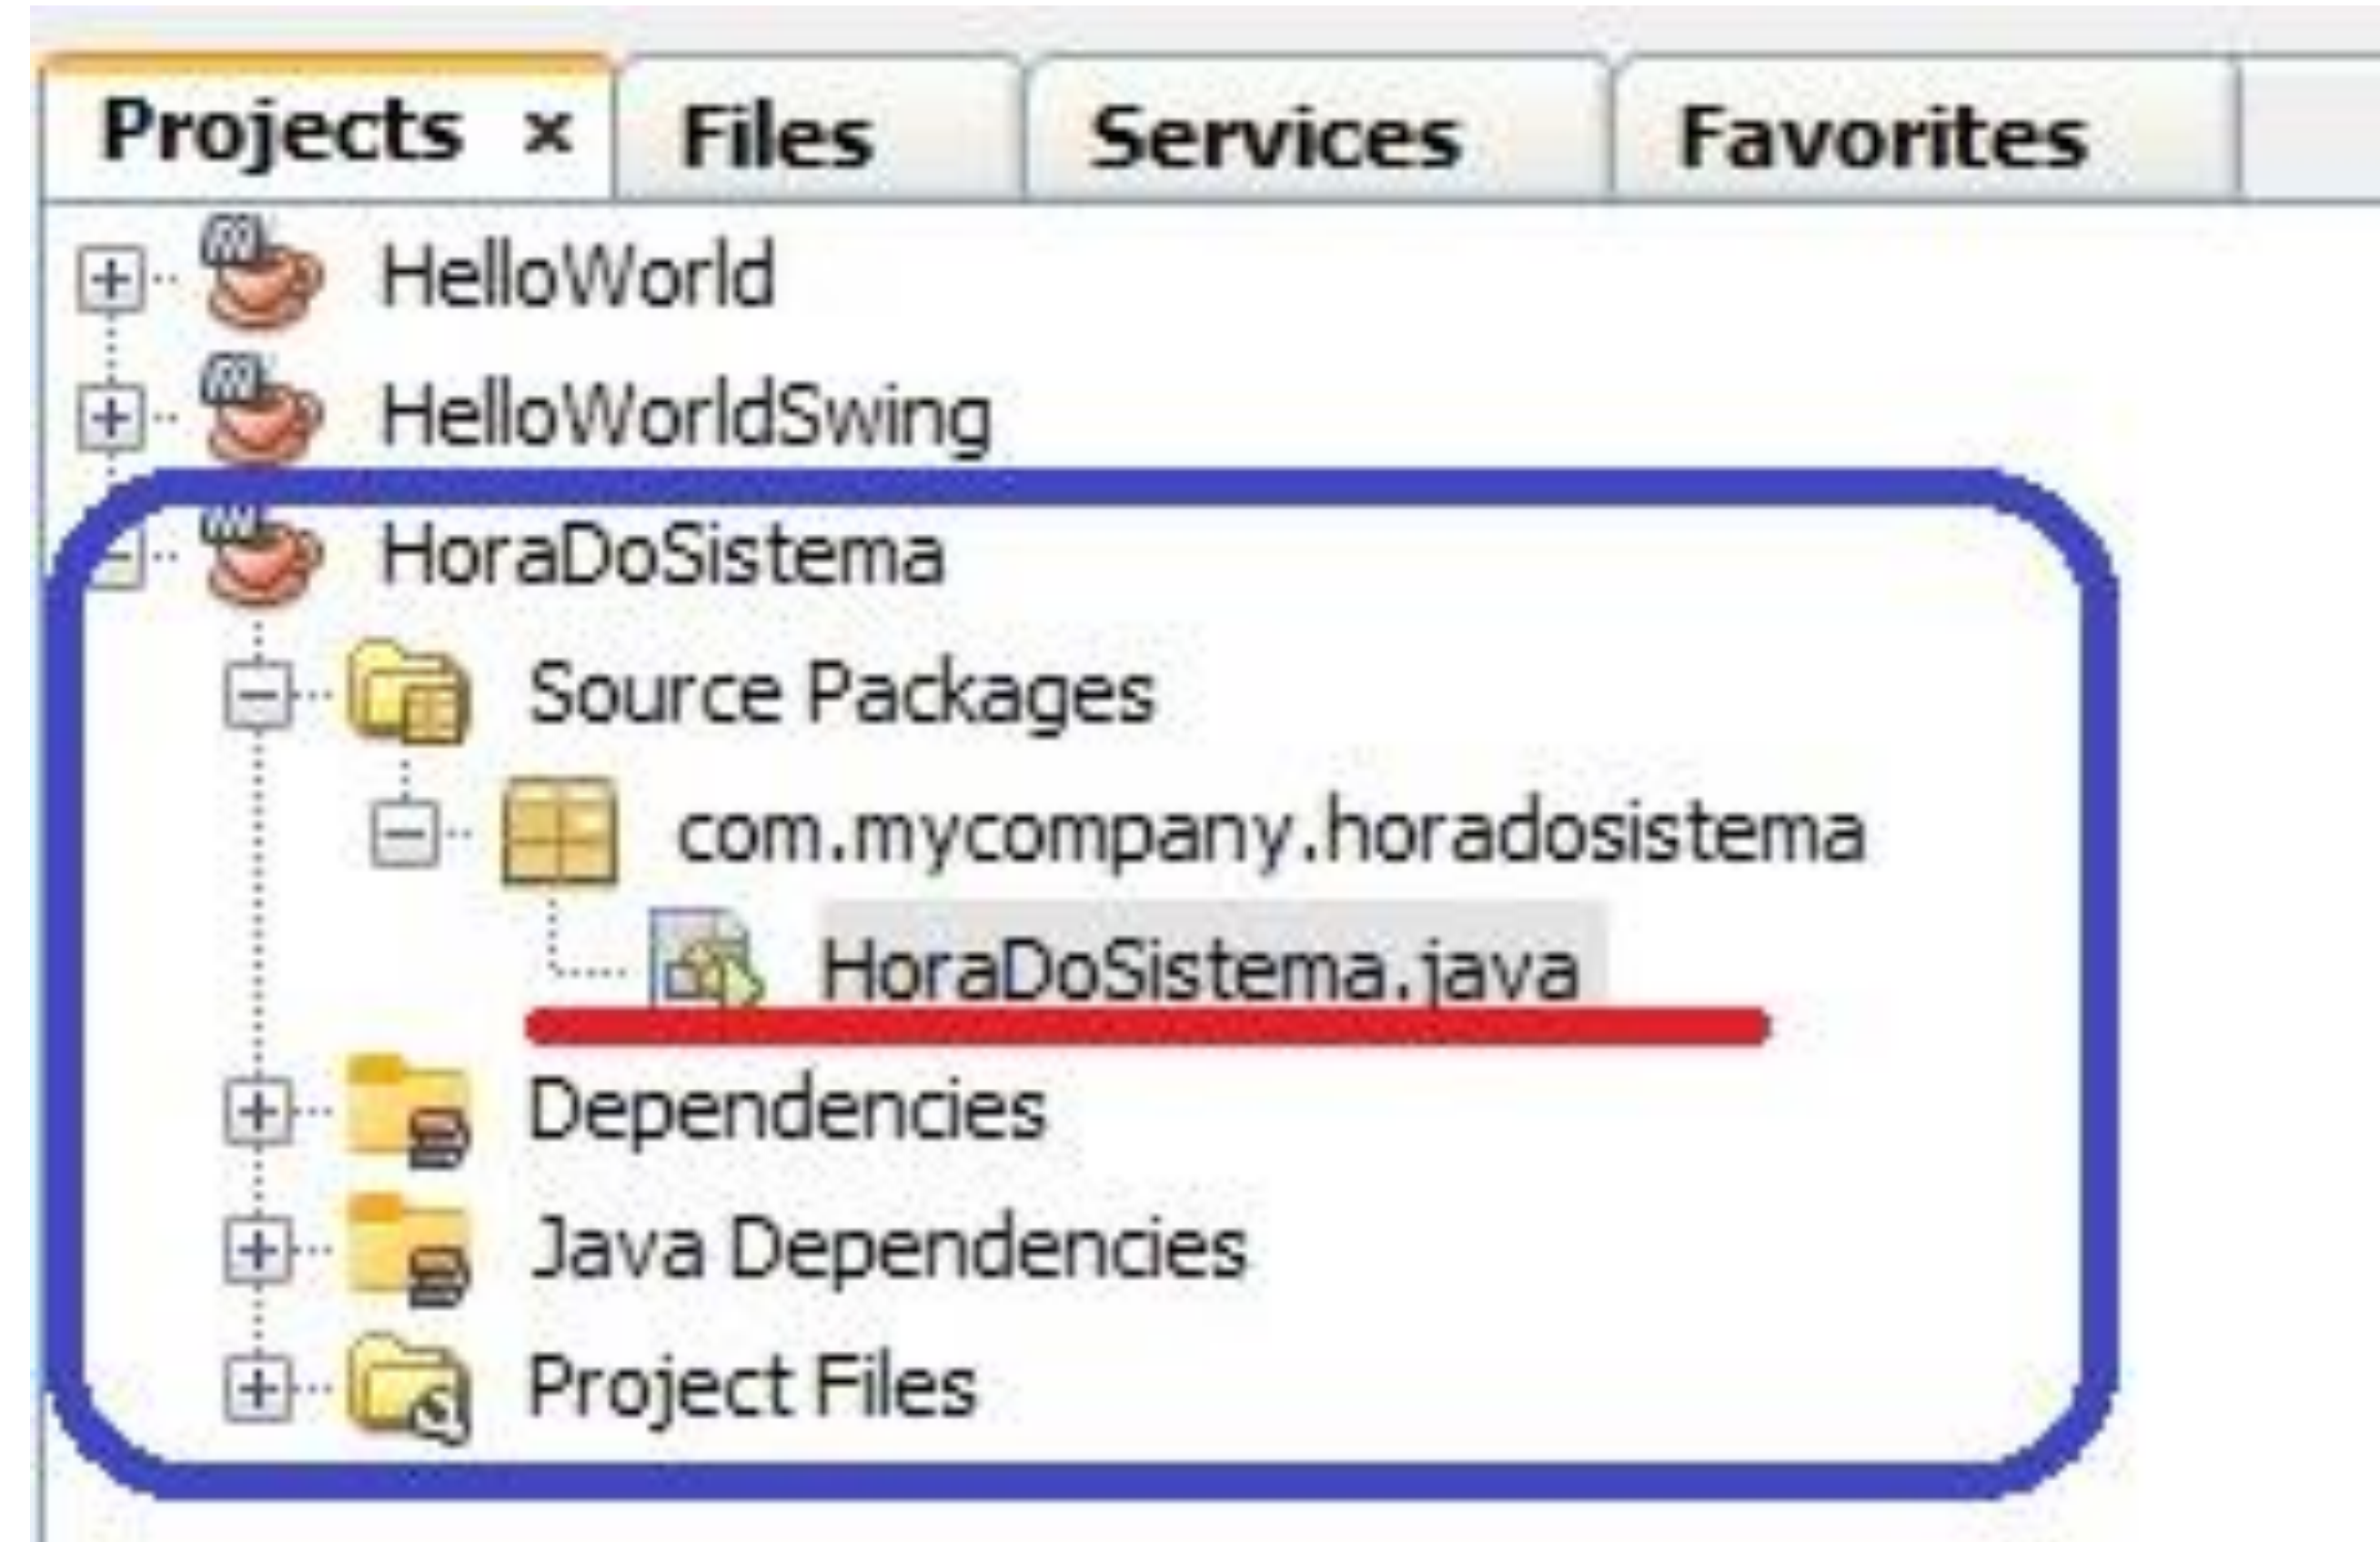 Projects × Files Services Favorites
HelloWorld
HelloWorldSwing
HoraDoSistema
Source Packages
com.mycompany.horadosistema
HoraDoSistema.java
Dependencies
Java Dependencies
Project Files